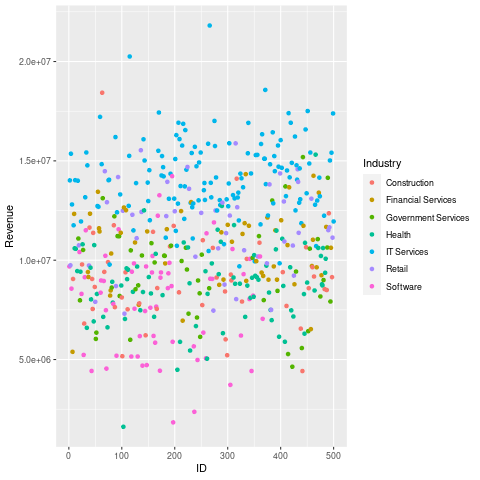 2.0e+07
1.5e+07
1.0e+07
5.0e+06
Revenue
0
100
200
300
400
500
ID
Industry
Construction
Financial Services
Government Services
Health
IT Services
Retail
Software